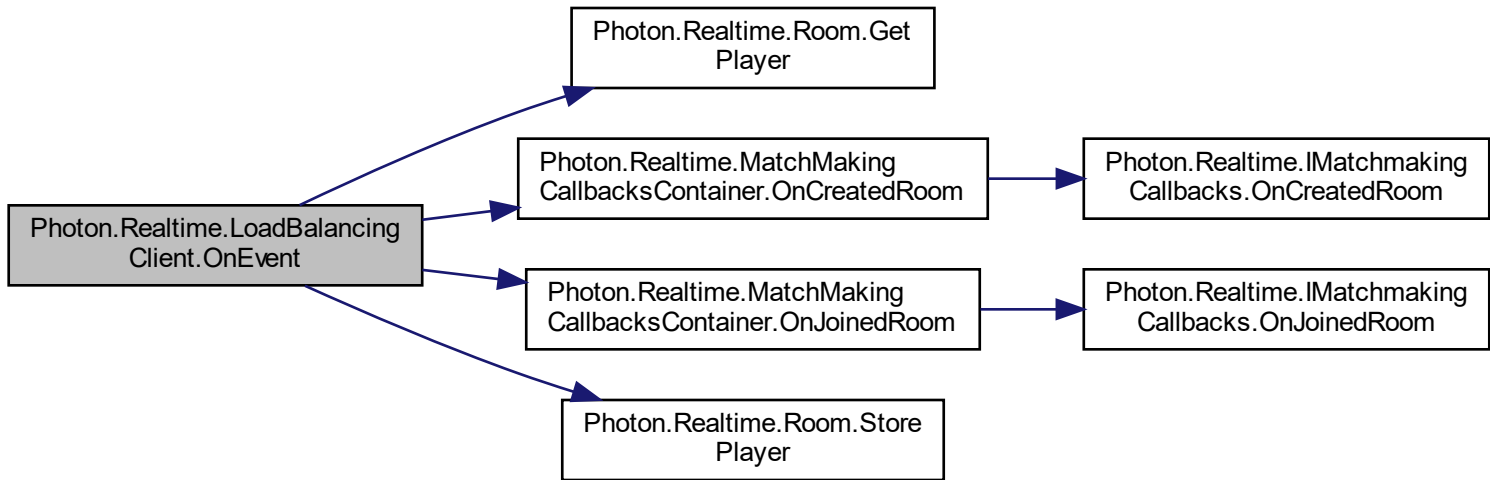 Photon.Realtime.Room.Get
Player
Photon.Realtime.MatchMaking
CallbacksContainer.OnCreatedRoom
Photon.Realtime.IMatchmaking
Callbacks.OnCreatedRoom
Photon.Realtime.LoadBalancing
Client.OnEvent
Photon.Realtime.MatchMaking
CallbacksContainer.OnJoinedRoom
Photon.Realtime.IMatchmaking
Callbacks.OnJoinedRoom
Photon.Realtime.Room.Store
Player